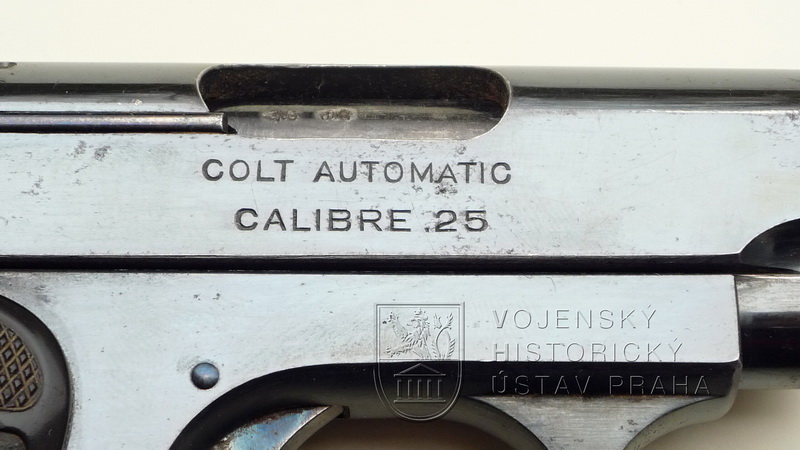 COLT AUTOMATIC
CALIBRE .25
VOJENSKÝ
HISTORICKÝ
ÚSTAV PRAHA